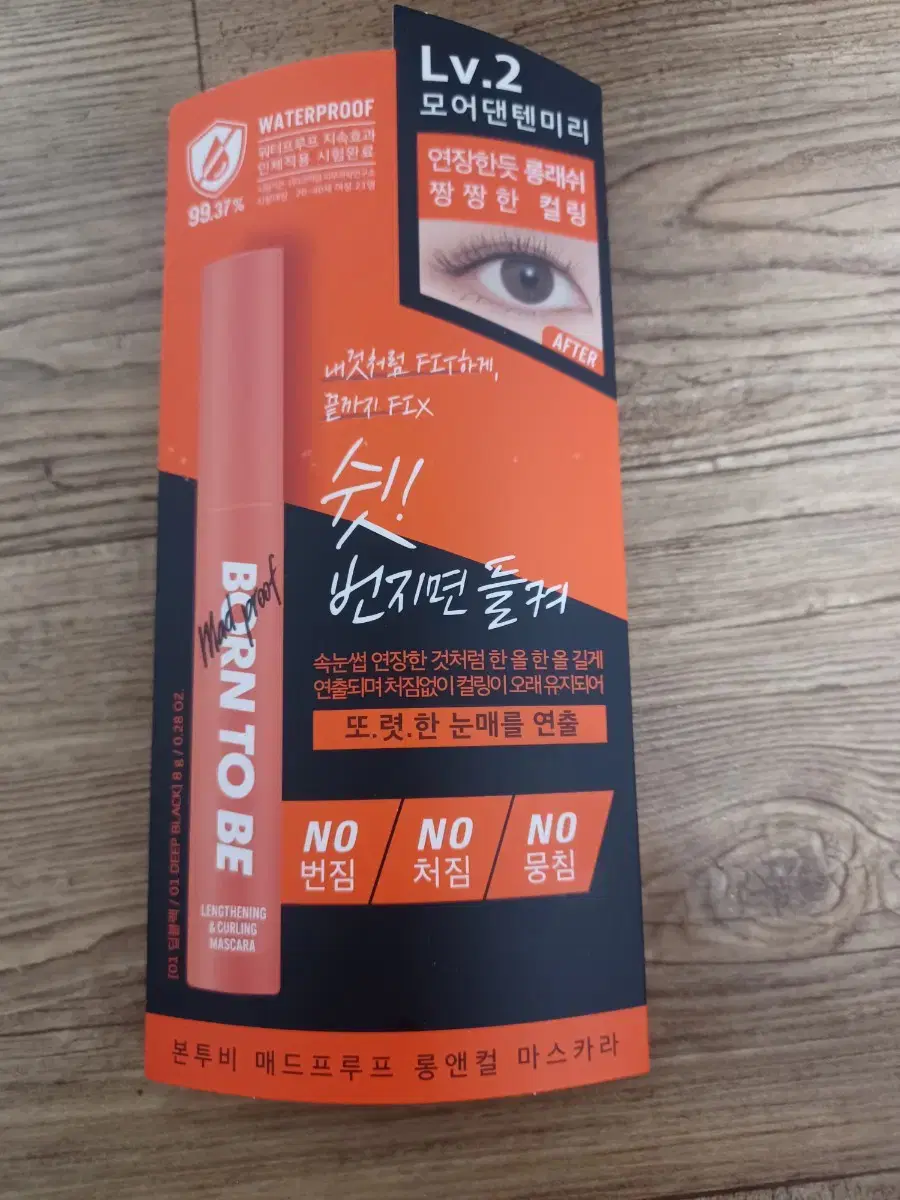 Lv.2
모어댄텐미리
연장한듯 롱래쉬
짱짱한 컬링
AFTER
WATERPROOF
워터프루프 지속효과
인체적용 시험완료
99.37%
내것처럼 FIT하게,
끝까지 FIX
쉿!
번지면 들켜
속눈썹 연장한 것처럼 한 올 한 올 길게
연출되며 처짐없이 컬링이 오래 유지되어
또.렷.한 눈매를 연출
Mad proof
BORN TO BE
LENGTHENING
& CURLING
MASCARA
[01 딥블랙 / 01 DEEP BLACK] 8 g / 0.28 OZ.
NO
번짐
NO
처짐
NO
뭉침
본투비 매드프루프 롱앤컬 마스카라